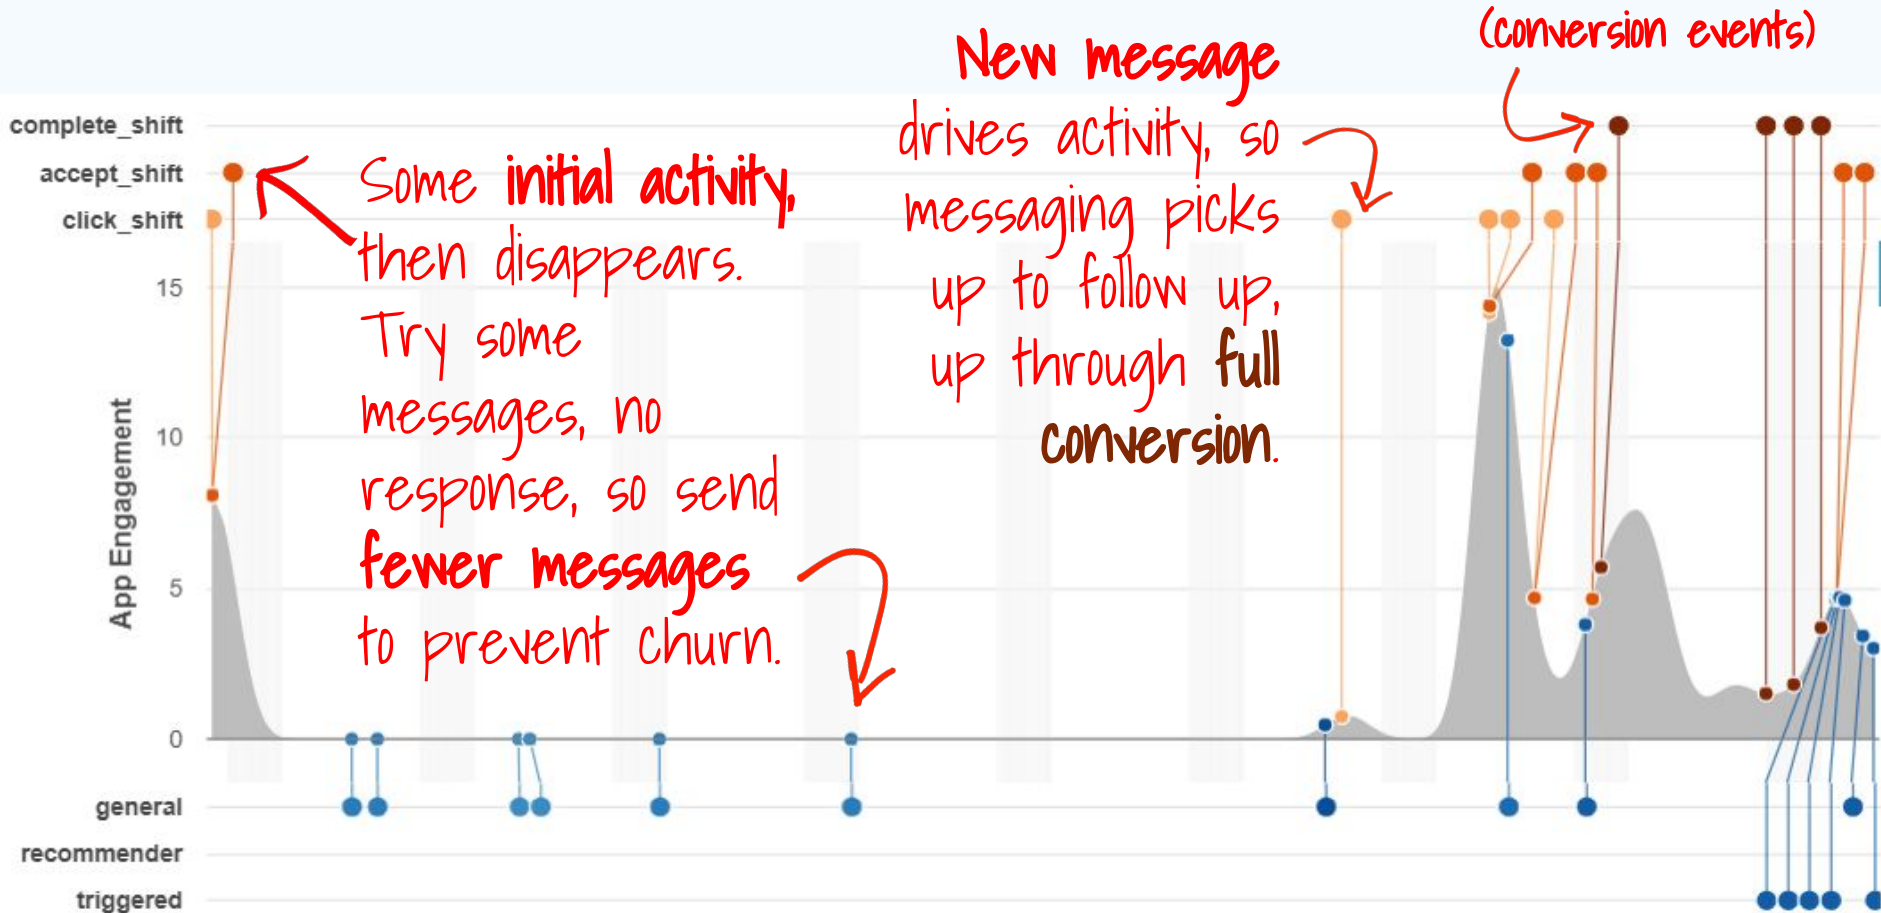 (conversion events)
New message
drives activity, so
messaging picks
up to follow up,
up through full
conversion.
complete_shift
accept_shift
click_shift
Some initial activity,
then disappears.
Try some
messages, no
response, so send
fewer messages
to prevent churn.
15
10
5
0
App Engagement
general
recommender
triggered